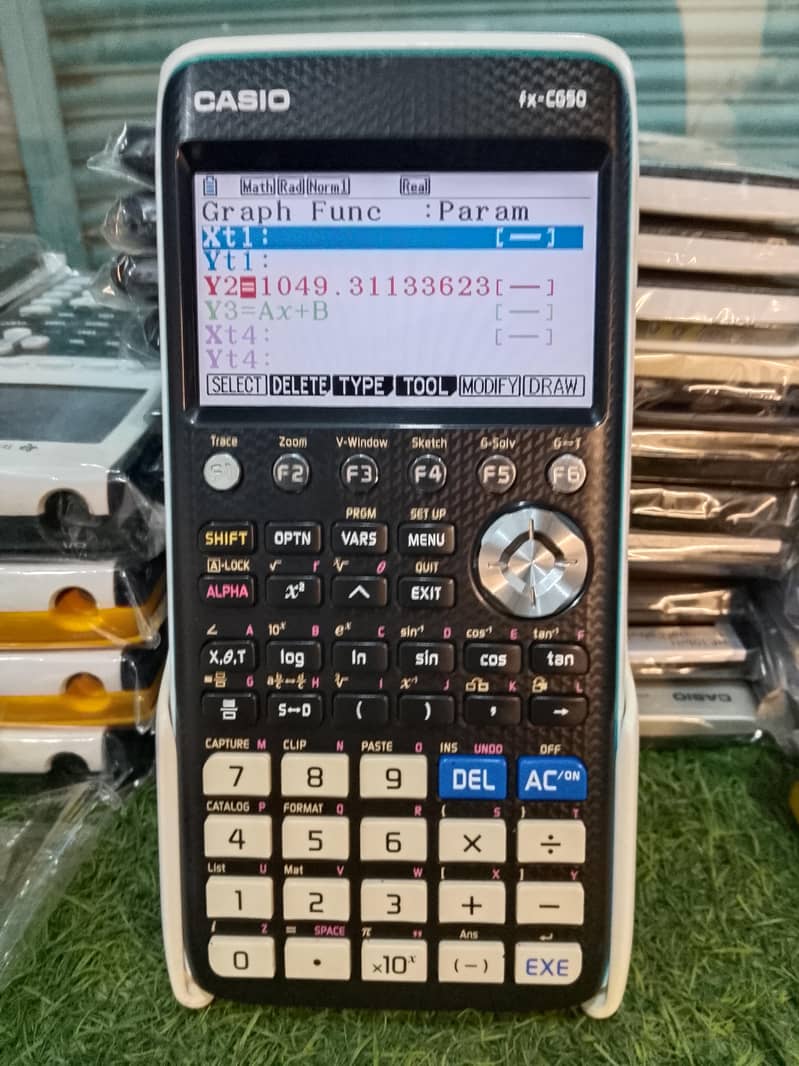 CASIO fx-CG50
Math Rad Norm1 Real
Graph Func :Param
Xt1: [—]
Yt1:
Y2=1049.31133623[—]
Y3=Ax+B [—]
Xt4: [—]
Yt4:
SELECT DELETE TYPE TOOL MODIFY DRAW
Trace Zoom V-Window Sketch G-Solv G↔T
F1 F2 F3 F4 F5 F6
PRGM SET UP
SHIFT OPTN VARS MENU
A-LOCK √ r θ QUIT
ALPHA x² ^ EXIT
∠ A 10ˣ B eˣ C sin⁻¹ D cos⁻¹ E tan⁻¹ F
X,θ,T log ln sin cos tan
G H I x⁻¹ J K L
S↔D ( ) , →
CAPTURE M CLIP N PASTE O INS UNDO OFF
7 8 9 DEL AC/ON
CATALOG P FORMAT Q R { S } T
4 5 6 × ÷
List U Mat V W [ X ] Y
1 2 3 + −
i Z = SPACE π " Ans ↵
0 • ×10ˣ (−) EXE
CASIO